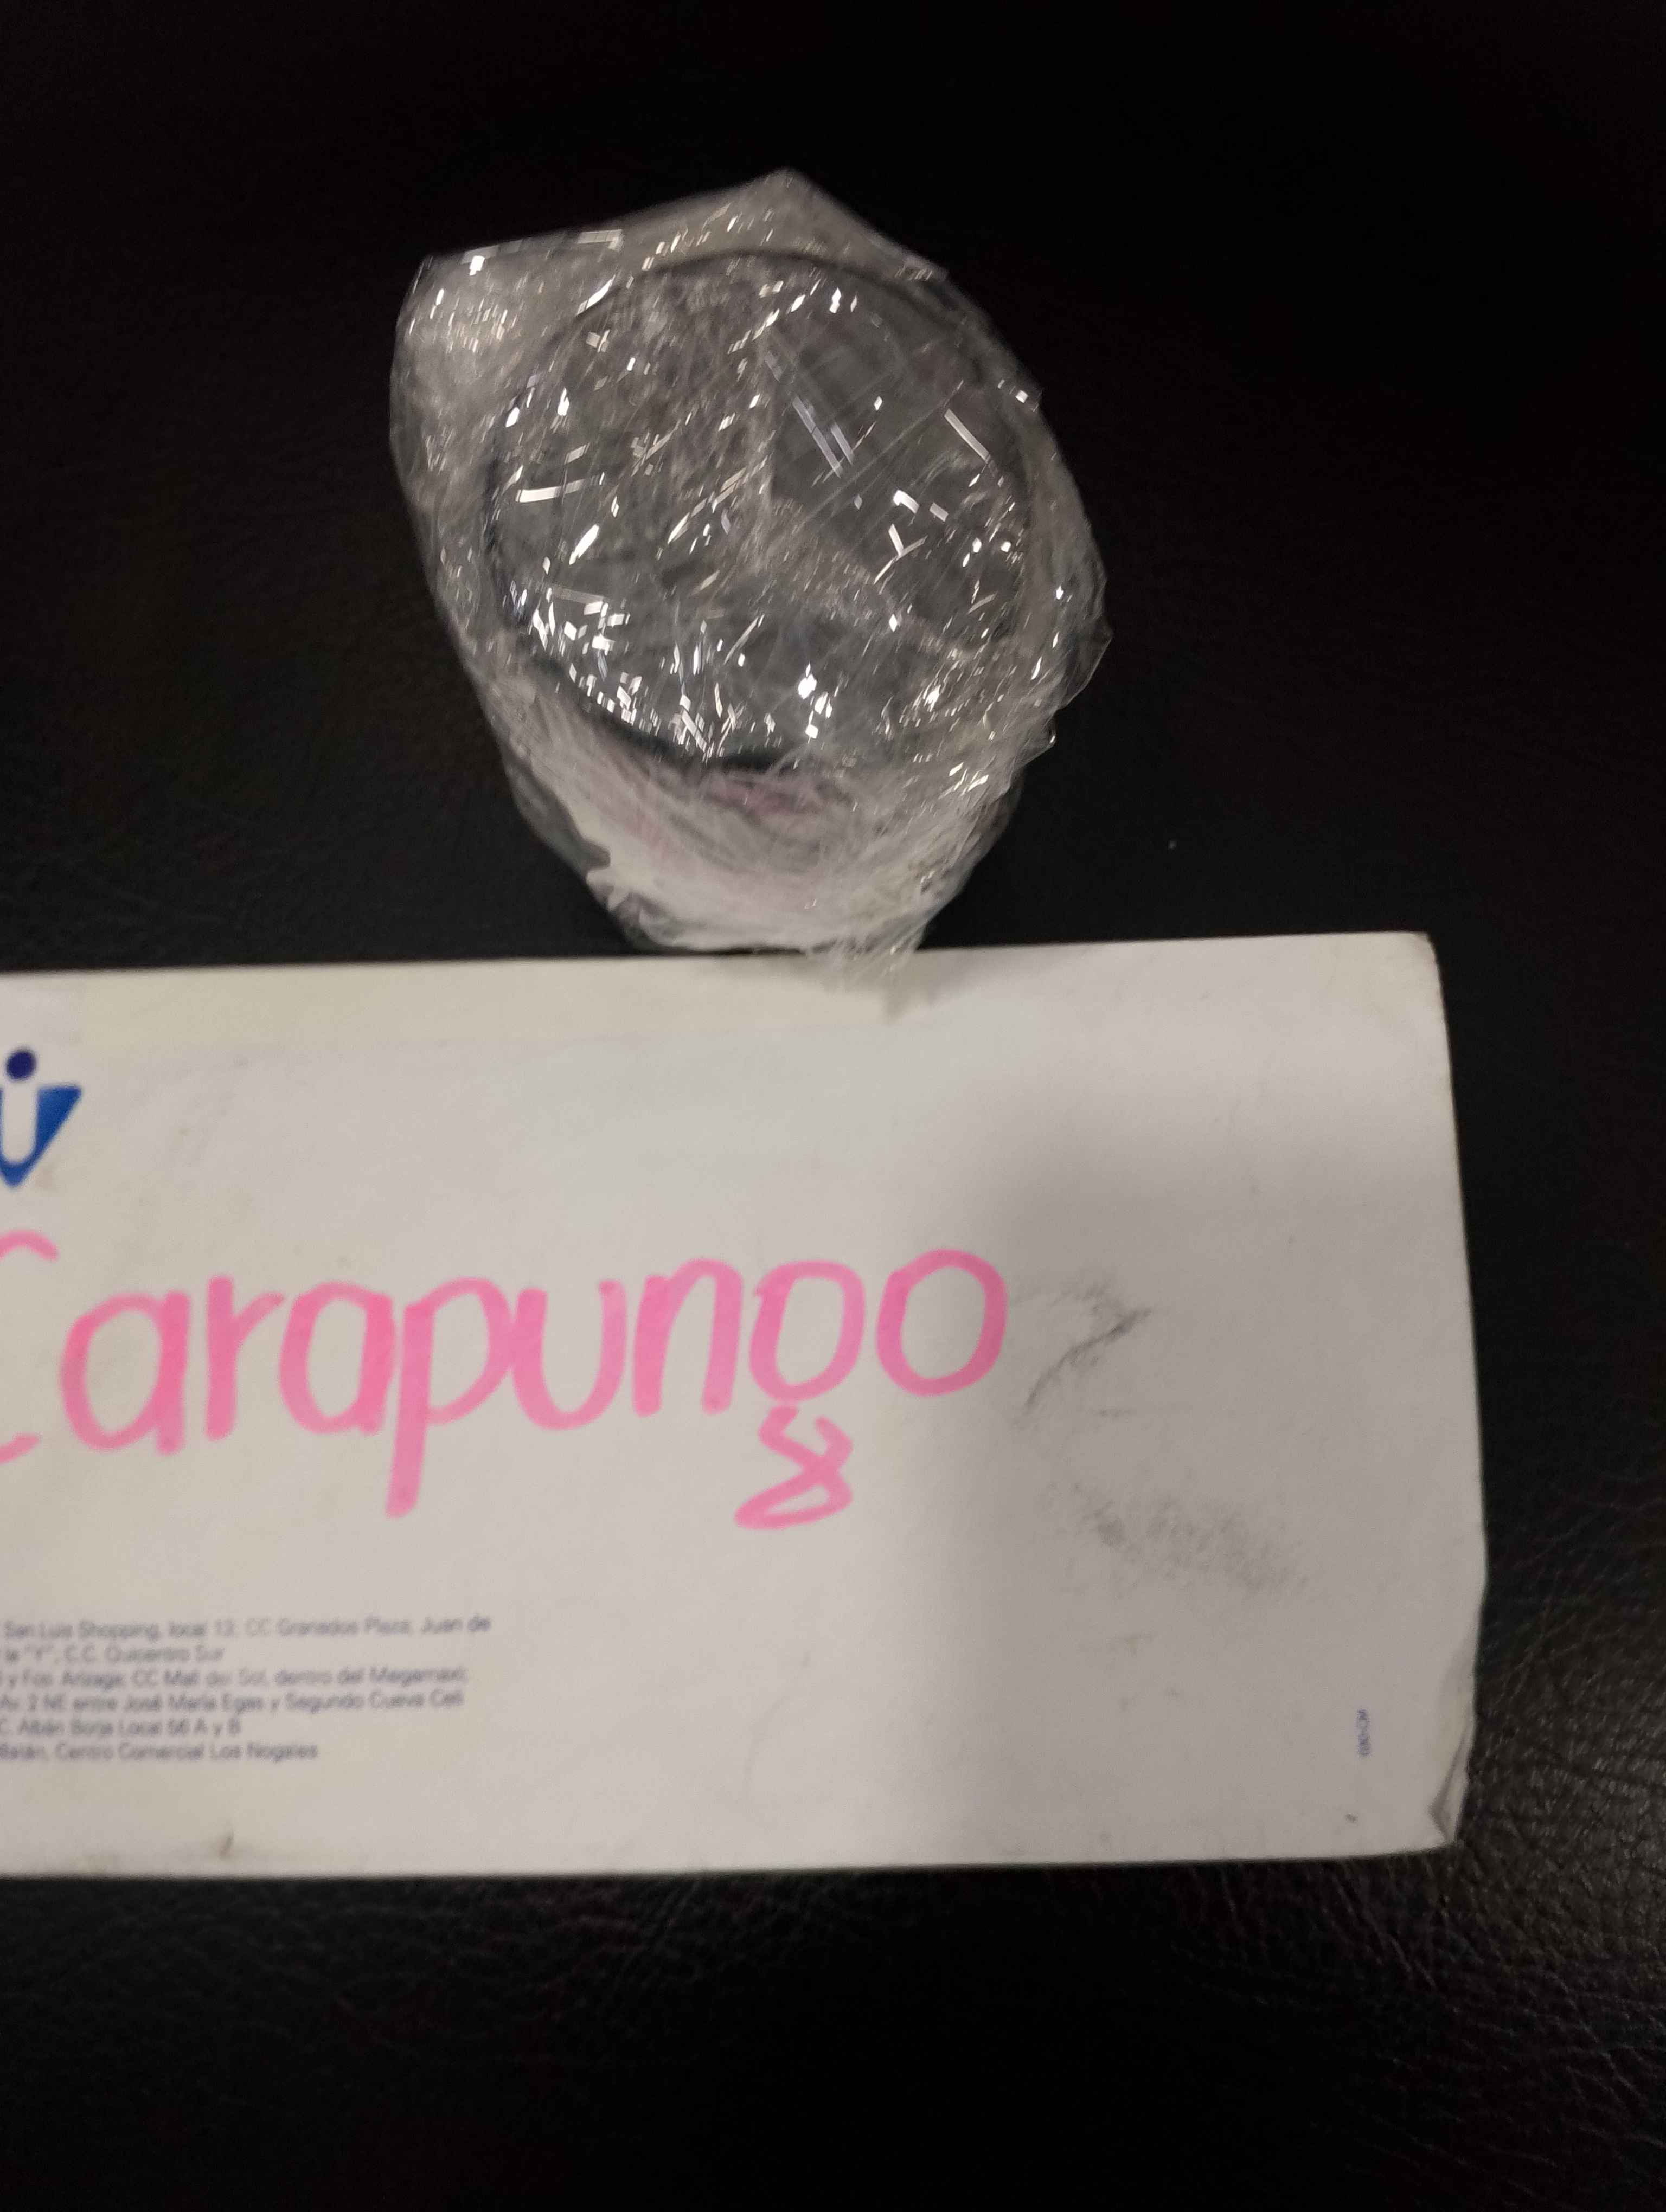 Carapungo
San Luis Shopping, local 12; CC Granados Plaza; Juan de
la "Y", C.C. Quicentro Sur
y Fco. Arizaga; CC Mall del Sol, dentro del Megamaxi;
Av. 2 NE entre José María Egas y Segundo Cueva Celi
C. Albán Borja Local 56 A y B
Batán, Centro Comercial Los Nogales